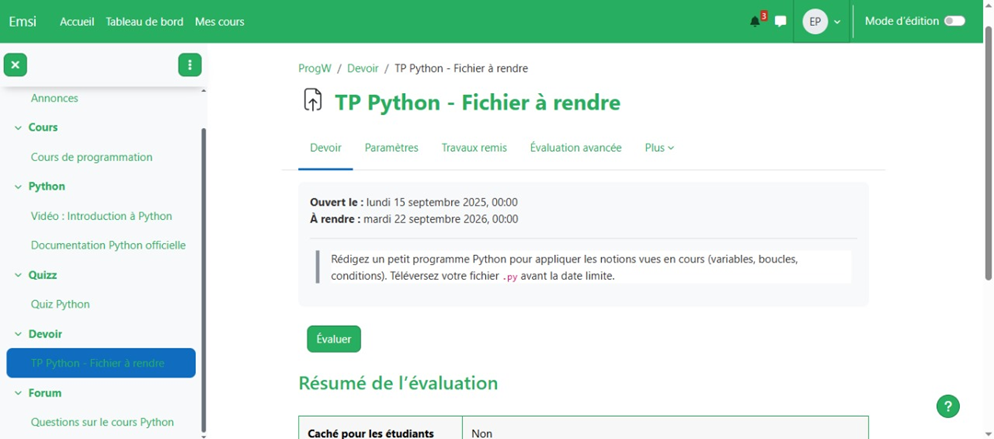 Emsi Accueil Tableau de bord Mes cours 3 EP Mode d'édition
Annonces
Cours
Cours de programmation
Python
Vidéo : Introduction à Python
Documentation Python officielle
Quizz
Quiz Python
Devoir
TP Python - Fichier à rendre
Forum
Questions sur le cours Python
ProgW / Devoir / TP Python - Fichier à rendre
TP Python - Fichier à rendre
Devoir Paramètres Travaux remis Évaluation avancée Plus
Ouvert le : lundi 15 septembre 2025, 00:00
À rendre : mardi 22 septembre 2026, 00:00
Rédigez un petit programme Python pour appliquer les notions vues en cours (variables, boucles,
conditions). Téléversez votre fichier .py avant la date limite.
Évaluer
Résumé de l'évaluation
Caché pour les étudiants Non
?